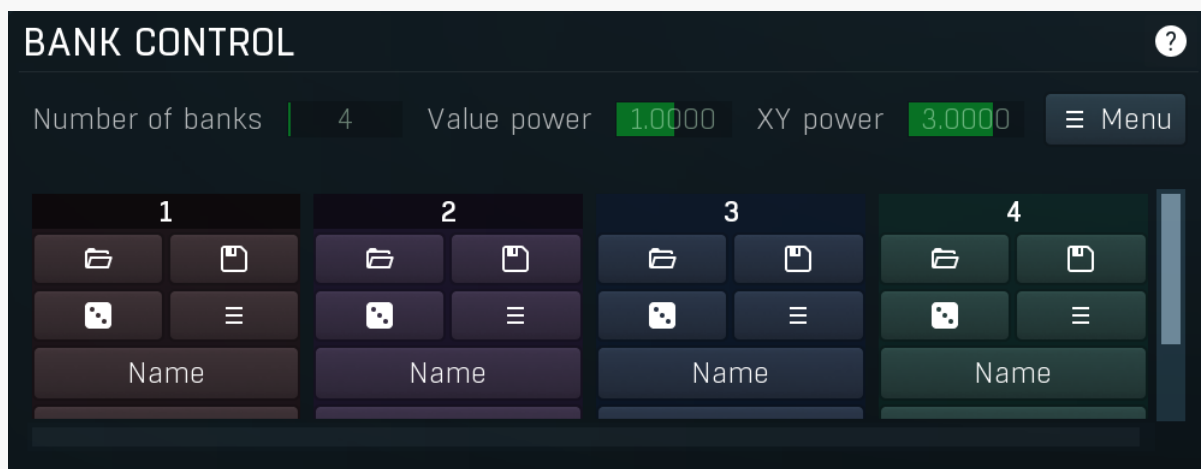 BANK CONTROL ?
Number of banks 4 Value power 1.0000 XY power 3.0000 ☰ Menu
1 2 3 4
Name Name Name Name